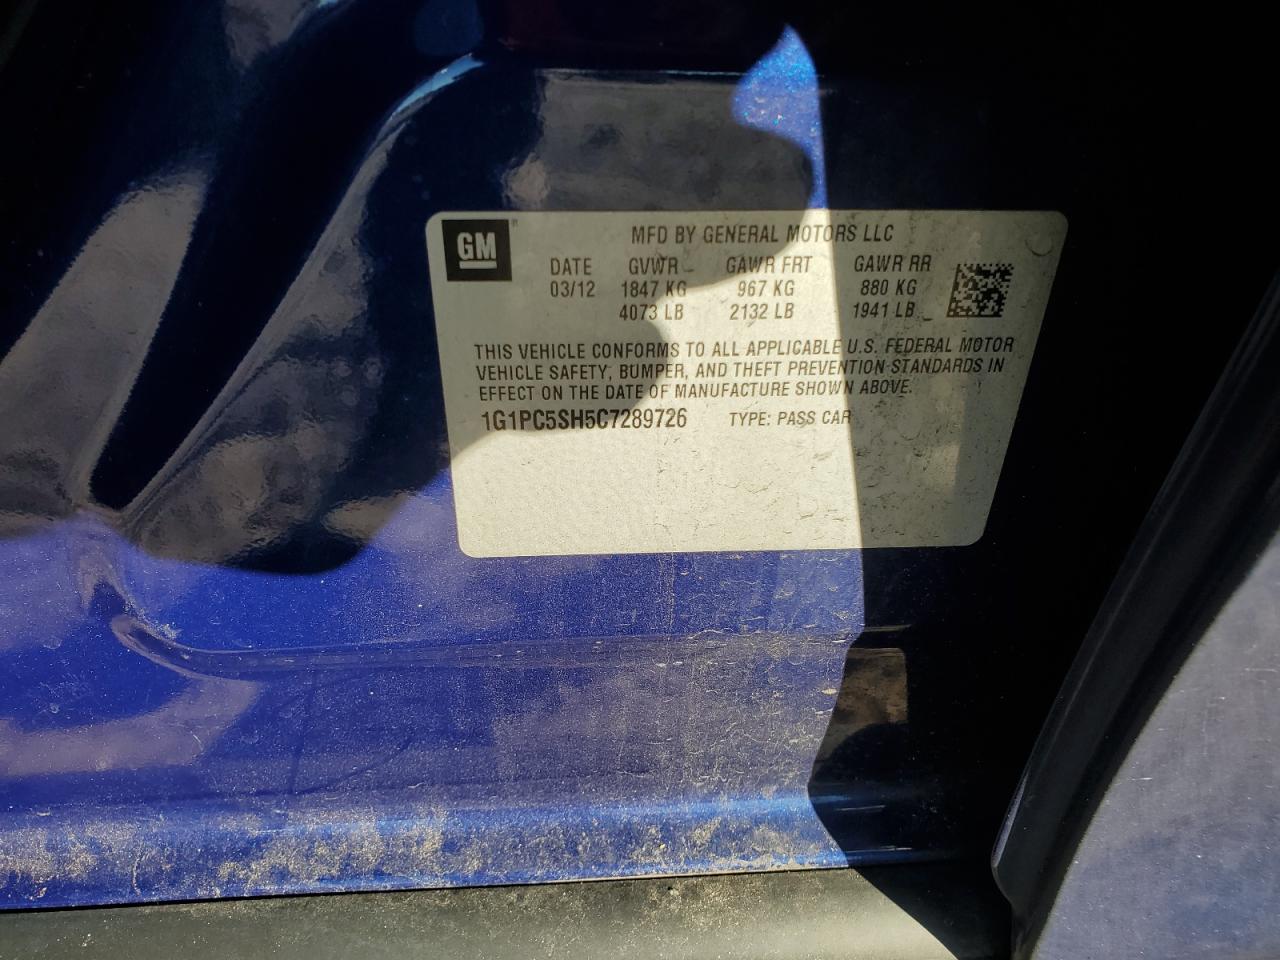 GM
MFD BY GENERAL MOTORS LLC
DATE GVWR GAWR FRT GAWR RR
03/12 1847 KG 967 KG 880 KG
4073 LB 2132 LB 1941 LB
THIS VEHICLE CONFORMS TO ALL APPLICABLE U.S. FEDERAL MOTOR
VEHICLE SAFETY, BUMPER, AND THEFT PREVENTION STANDARDS IN
EFFECT ON THE DATE OF MANUFACTURE SHOWN ABOVE.
1G1PC5SH5C7289726 TYPE: PASS CAR